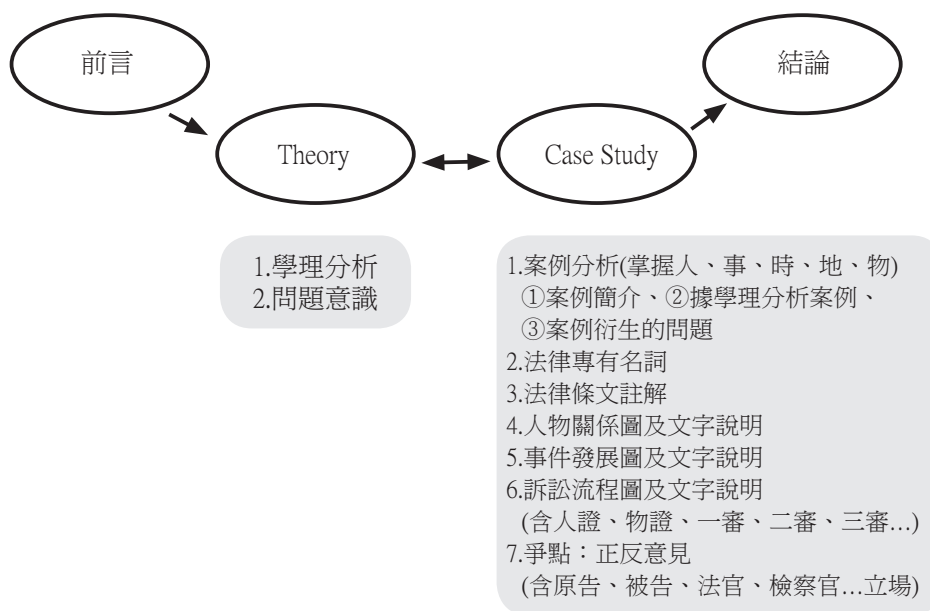 前言
結論
Theory
Case Study
1.學理分析
2.問題意識
1.案例分析(掌握人、事、時、地、物)
①案例簡介、②據學理分析案例、
③案例衍生的問題
2.法律專有名詞
3.法律條文註解
4.人物關係圖及文字說明
5.事件發展圖及文字說明
6.訴訟流程圖及文字說明
(含人證、物證、一審、二審、三審...)
7.爭點：正反意見
(含原告、被告、法官、檢察官...立場)